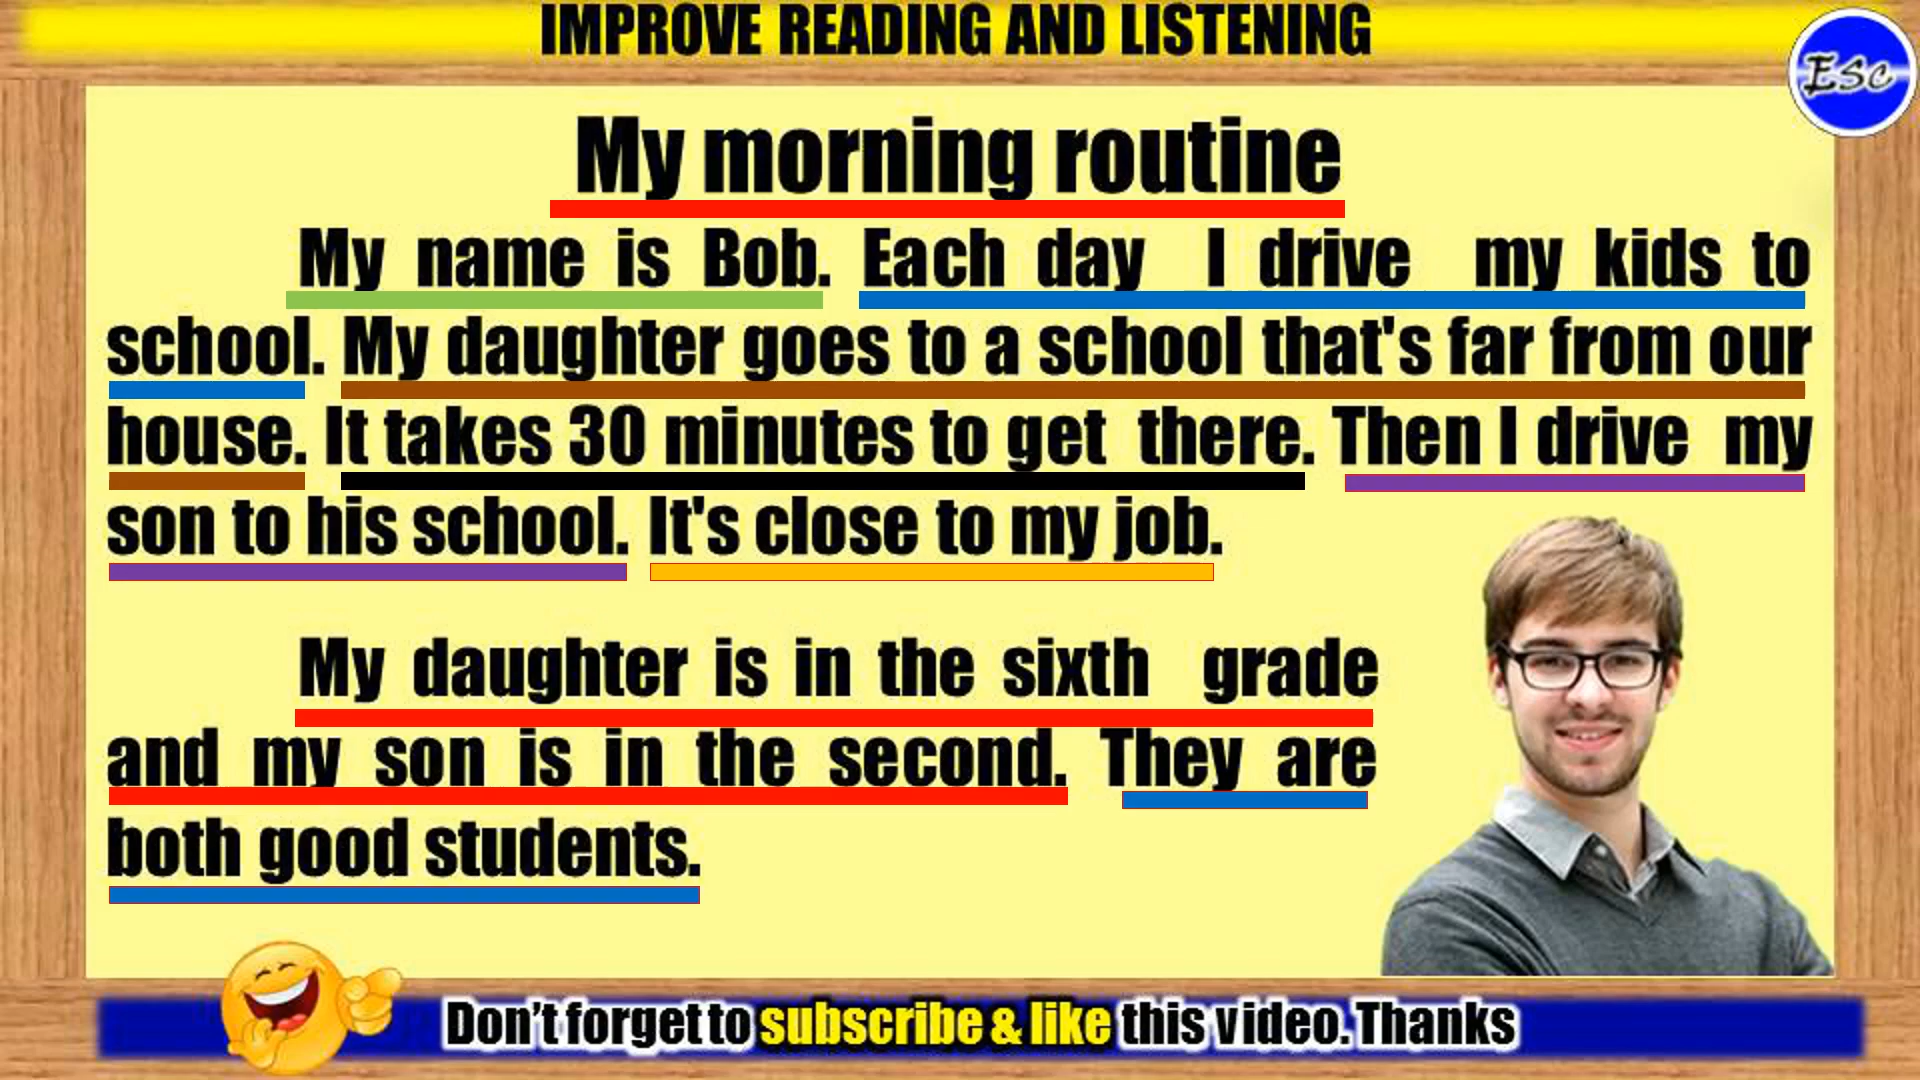 IMPROVE READING AND LISTENING
Esc
My morning routine
My name is Bob. Each day I drive my kids to
school. My daughter goes to a school that's far from our
house. It takes 30 minutes to get there. Then I drive my
son to his school. It's close to my job.
My daughter is in the sixth grade
and my son is in the second. They are
both good students.
Don't forget to subscribe & like this video. Thanks